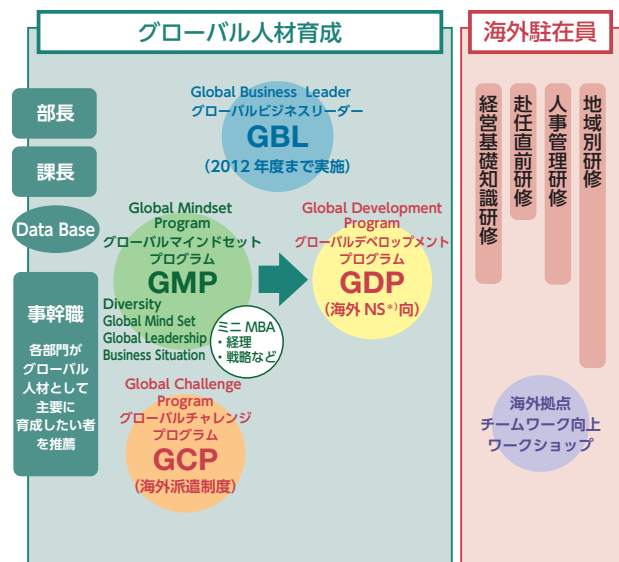 グローバル人材育成
海外駐在員
部長
課長
Data Base
事幹職
各部門が
グローバル
人材として
主要に
育成したい者
を推薦
Global Business Leader
グローバルビジネスリーダー
GBL
(2012年度まで実施)
Global Mindset
Program
グローバルマインドセット
プログラム
GMP
Diversity
Global Mind Set
Global Leadership
Business Situation
ミニMBA
・経理
・戦略など
Global Development
Program
グローバルデベロップメント
プログラム
GDP
(海外NS*)向)
Global Challenge
Program
グローバルチャレンジ
プログラム
GCP
(海外派遣制度)
経営基礎知識研修
赴任直前研修
人事管理研修
地域別研修
海外拠点
チームワーク向上
ワークショップ